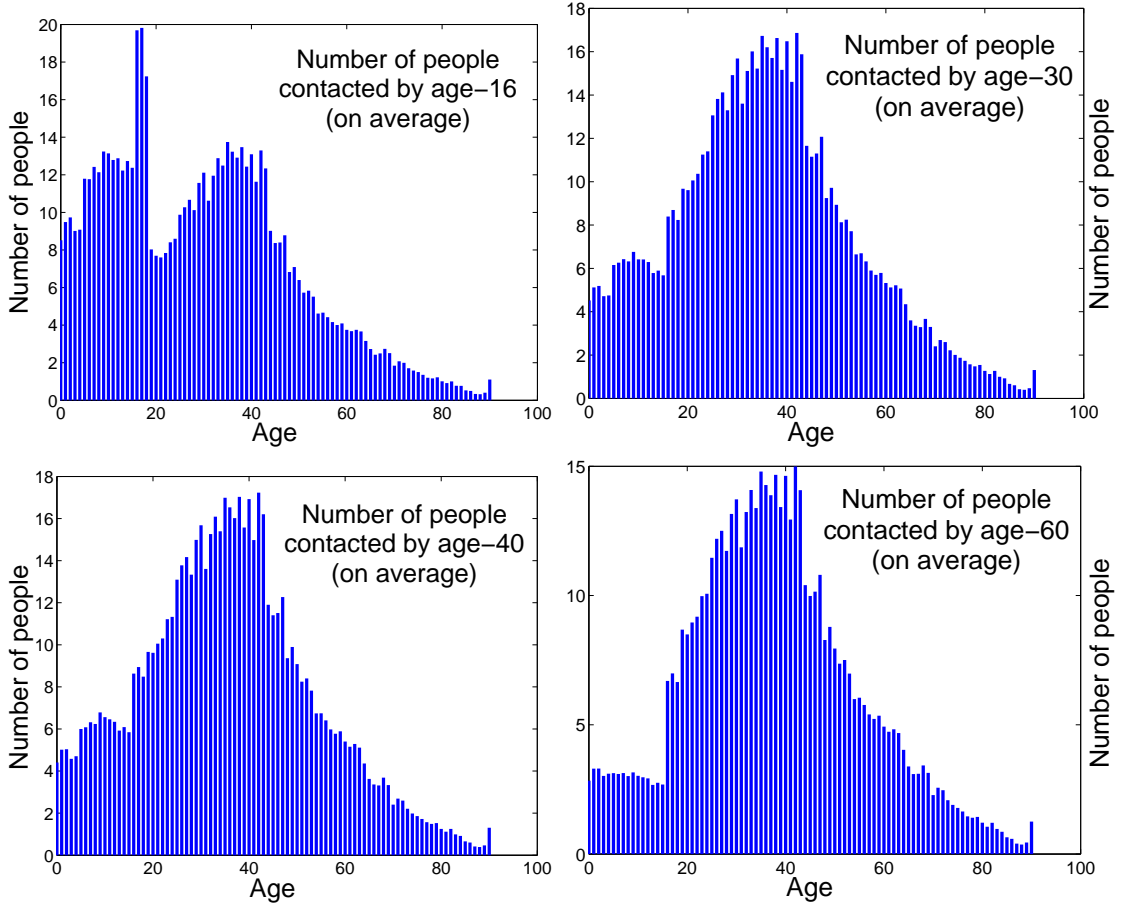 20
18
16
14
12
10
8
6
4
2
0
0 20 40 60 80 100
Number of people
Age
Number of people
contacted by age−16
(on average)
18
16
14
12
10
8
6
4
2
0
0 20 40 60 80 100
Number of people
Age
Number of people
contacted by age−30
(on average)
18
16
14
12
10
8
6
4
2
0
0 20 40 60 80 100
Number of people
Age
Number of people
contacted by age−40
(on average)
15
10
5
0
0 20 40 60 80 100
Number of people
Age
Number of people
contacted by age−60
(on average)